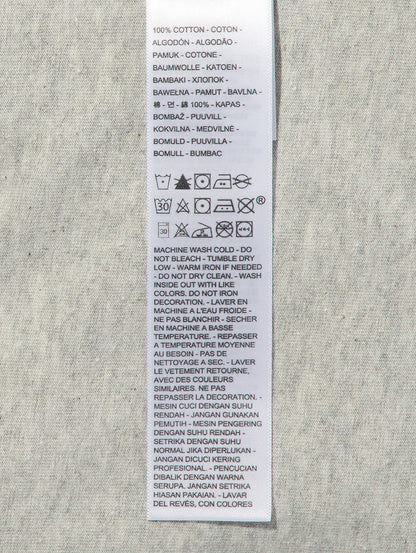 100% COTTON - COTON -
ALGODÓN - ALGODÃO -
PAMUK - COTONE -
BAUMWOLLE - KATOEN -
BAMBAKI - ХЛОПОК -
BAWEŁNA - PAMUT - BAVLNA -
棉 - 면 - 綿 100% - KAPAS -
BOMBAŽ - PUUVILL -
KOKVILNA - MEDVILNĖ -
BOMULD - PUUVILLA -
BOMULL - BUMBAC
30 ®
30
MACHINE WASH COLD - DO
NOT BLEACH - TUMBLE DRY
LOW - WARM IRON IF NEEDED
- DO NOT DRY CLEAN. - WASH
INSIDE OUT WITH LIKE
COLORS. DO NOT IRON
DECORATION. - LAVER EN
MACHINE A L'EAU FROIDE -
NE PAS BLANCHIR - SECHER
EN MACHINE A BASSE
TEMPERATURE. - REPASSER
A TEMPERATURE MOYENNE
AU BESOIN - PAS DE
NETTOYAGE A SEC. - LAVER
LE VETEMENT RETOURNE,
AVEC DES COULEURS
SIMILAIRES. NE PAS
REPASSER LA DECORATION. -
MESIN CUCI DENGAN SUHU
RENDAH - JANGAN GUNAKAN
PEMUTIH - MESIN PENGERING
DENGAN SUHU RENDAH -
SETRIKA DENGAN SUHU
NORMAL JIKA DIPERLUKAN -
JANGAN DICUCI KERING
PROFESIONAL. - PENCUCIAN
DIBALIK DENGAN WARNA
SERUPA. JANGAN SETRIKA
HIASAN PAKAIAN. - LAVAR
DEL REVÉS, CON COLORES